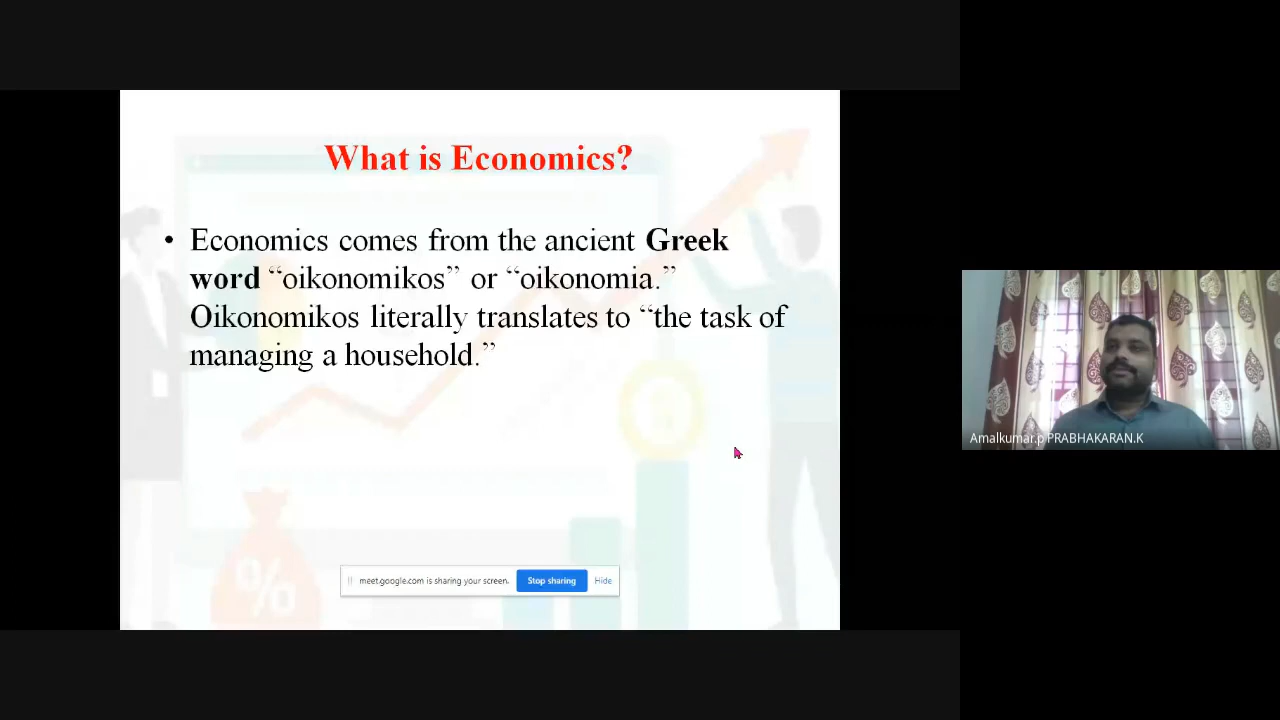 What is Economics?
• Economics comes from the ancient Greek
word “oikonomikos” or “oikonomia.”
Oikonomikos literally translates to “the task of
managing a household.”
%
meet.google.com is sharing your screen.
Stop sharing
Hide
Amalkumar.p PRABHAKARAN.K